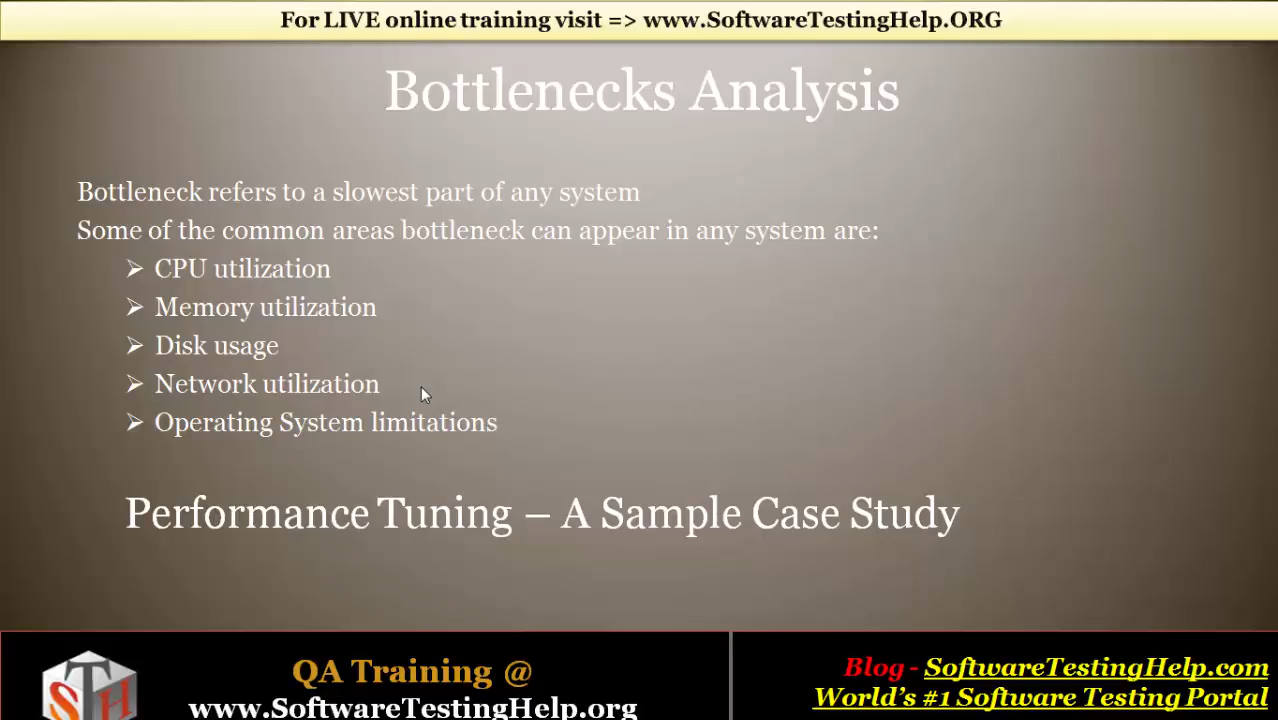 For LIVE online training visit => www.SoftwareTestingHelp.ORG
Bottlenecks Analysis
Bottleneck refers to a slowest part of any system
Some of the common areas bottleneck can appear in any system are:
➢ CPU utilization
➢ Memory utilization
➢ Disk usage
➢ Network utilization
➢ Operating System limitations
Performance Tuning – A Sample Case Study
STH
QA Training @
www.SoftwareTestingHelp.org
Blog - SoftwareTestingHelp.com
World's #1 Software Testing Portal